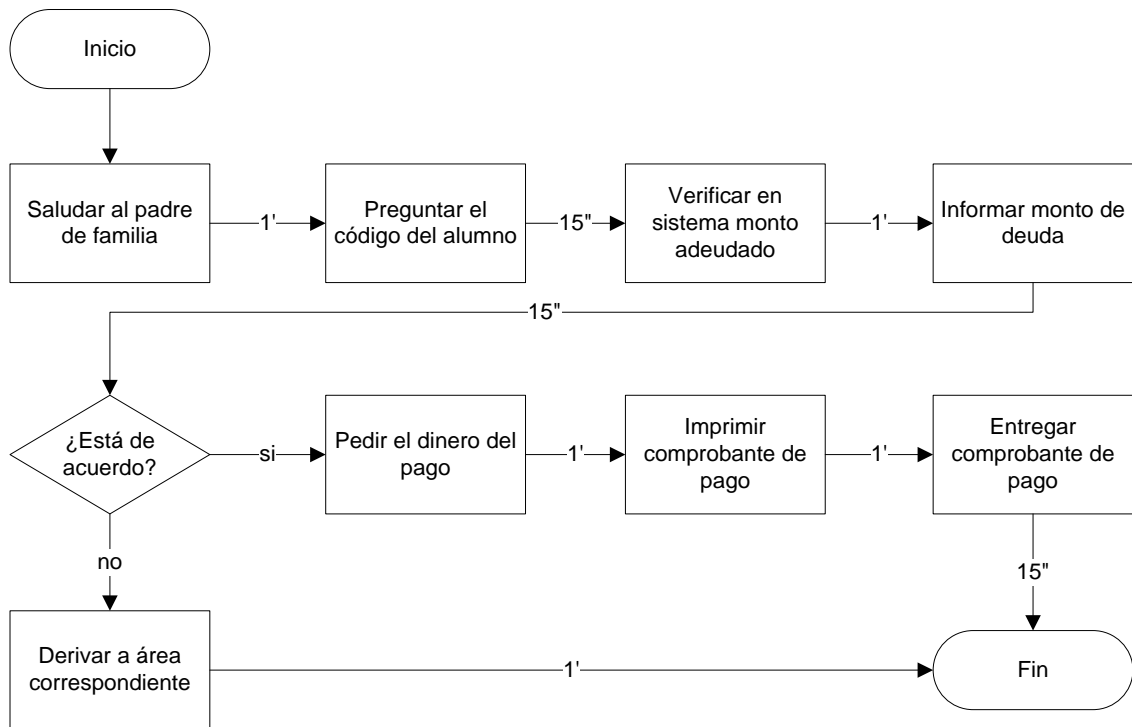 Inicio
Saludar al padre
de familia
1'
Preguntar el
código del alumno
15"
Verificar en
sistema monto
adeudado
1'
Informar monto de
deuda
15"
¿Está de
acuerdo?
si
Pedir el dinero del
pago
1'
Imprimir
comprobante de
pago
1'
Entregar
comprobante de
pago
no
15"
Derivar a área
correspondiente
1'
Fin